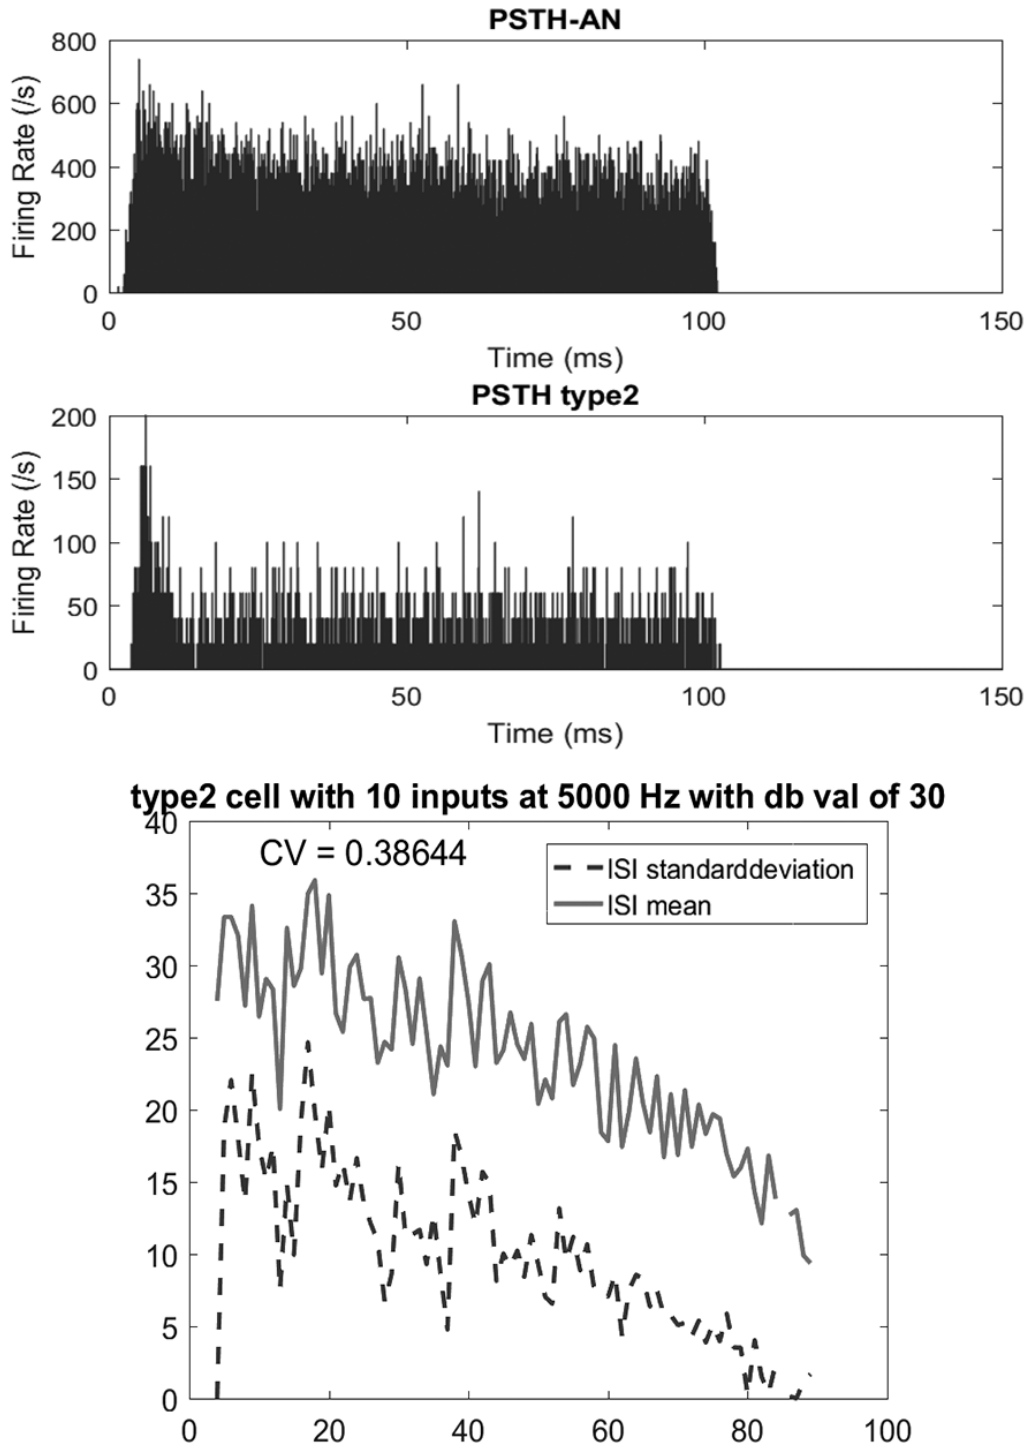 PSTH-AN
800
600
400
200
0
Firing Rate (/s)
0 50 100 150
Time (ms)
PSTH type2
200
150
100
50
0
Firing Rate (/s)
0 50 100 150
Time (ms)
type2 cell with 10 inputs at 5000 Hz with db val of 30
CV = 0.38644
ISI standarddeviation
ISI mean
40
35
30
25
20
15
10
5
0
0 20 40 60 80 100